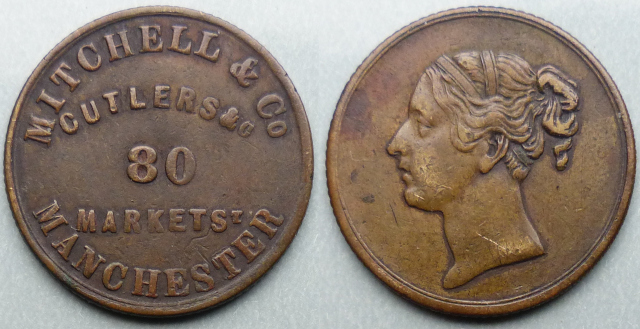 MITCHELL & Co
CUTLERS &c
80
MARKET ST
MANCHESTER